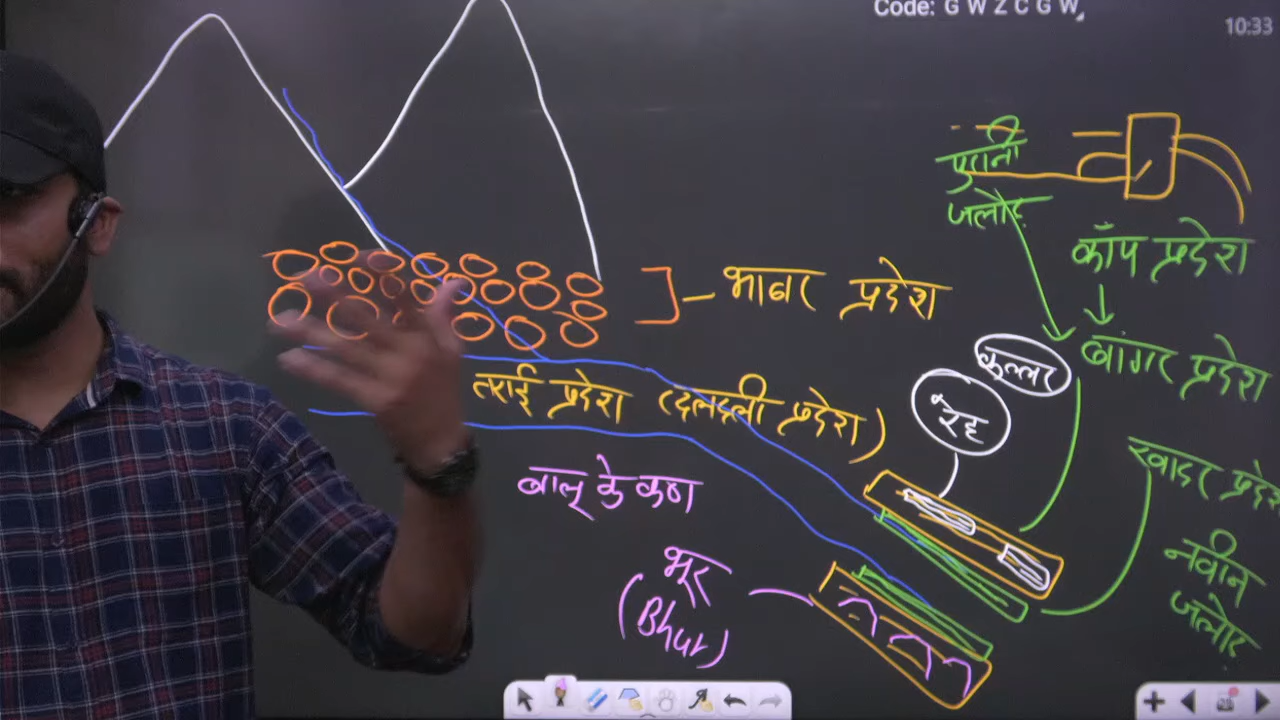 Code: G W Z C G W
10:33
पुरानी
जलोढ़
काँप प्रदेश
भाबर प्रदेश
बांगर प्रदेश
कल्लर
तराई प्रदेश (दलदली प्रदेश)
रेह
खादर प्रदेश
बालू के कण
नवीन
जलोढ़
भूर
(Bhur)